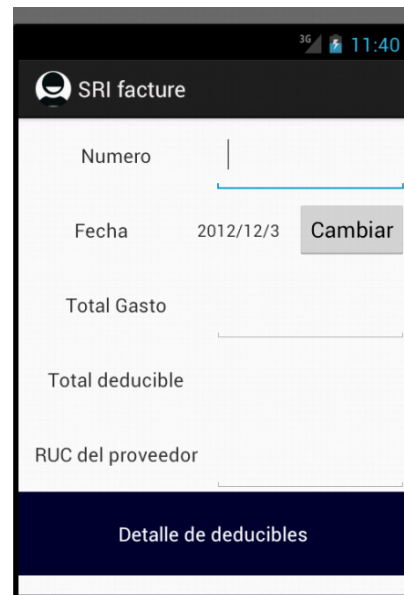 3G 11:40
SRI facture
Numero
Fecha 2012/12/3 Cambiar
Total Gasto
Total deducible
RUC del proveedor
Detalle de deducibles